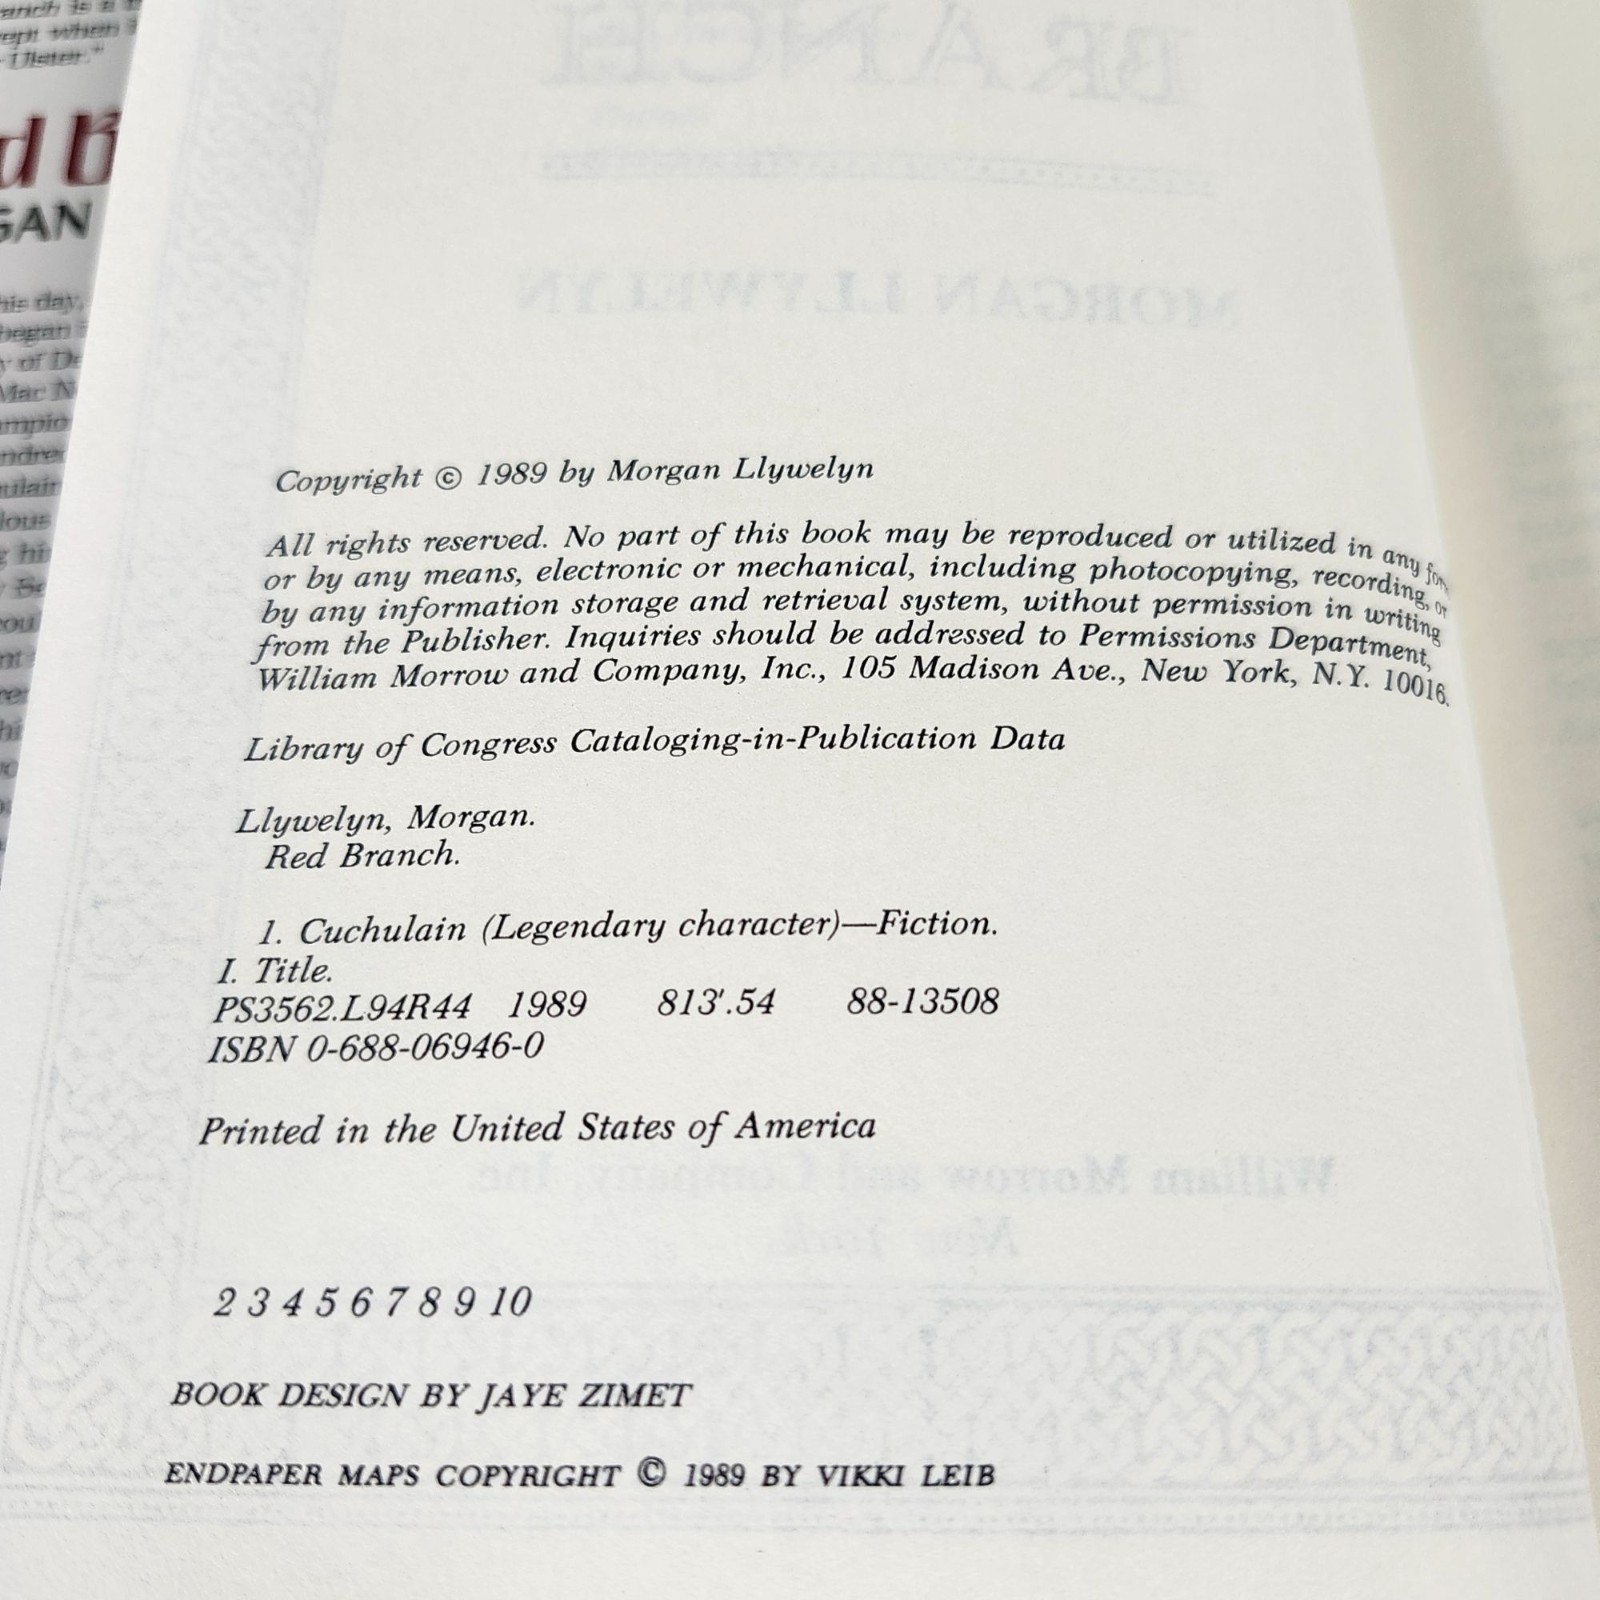 Copyright © 1989 by Morgan Llywelyn
All rights reserved. No part of this book may be reproduced or utilized in any form
or by any means, electronic or mechanical, including photocopying, recording, or
by any information storage and retrieval system, without permission in writing
from the Publisher. Inquiries should be addressed to Permissions Department,
William Morrow and Company, Inc., 105 Madison Ave., New York, N.Y. 10016.
Library of Congress Cataloging-in-Publication Data
Llywelyn, Morgan.
Red Branch.
1. Cuchulain (Legendary character)—Fiction.
I. Title.
PS3562.L94R44 1989 813'.54 88-13508
ISBN 0-688-06946-0
Printed in the United States of America
2 3 4 5 6 7 8 9 10
BOOK DESIGN BY JAYE ZIMET
ENDPAPER MAPS COPYRIGHT © 1989 BY VIKKI LEIB